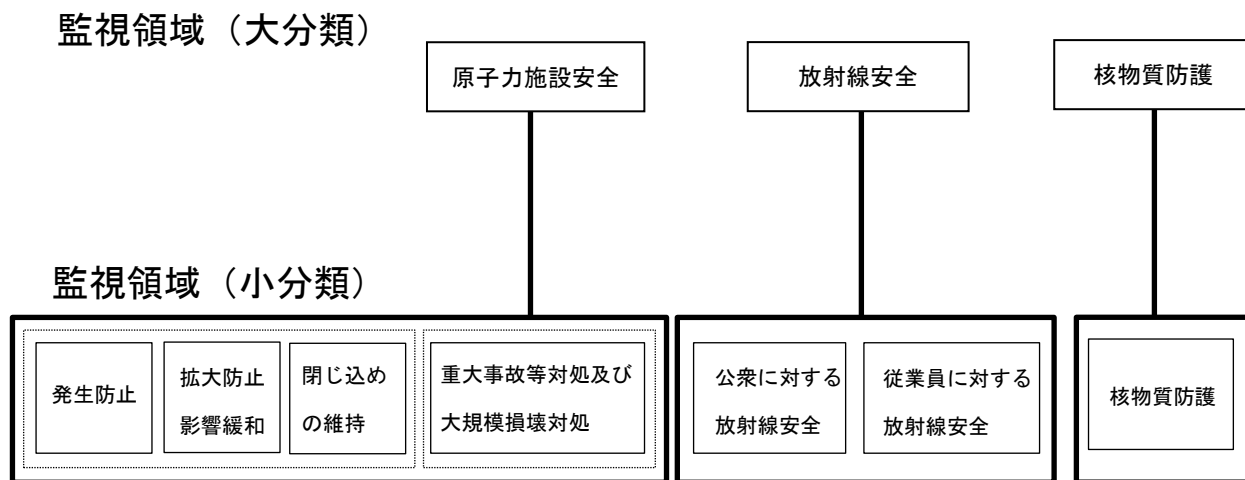 監視領域（大分類）
原子力施設安全
放射線安全
核物質防護
監視領域（小分類）
発生防止
拡大防止
影響緩和
閉じ込め
の維持
重大事故等対処及び
大規模損壊対処
公衆に対する
放射線安全
従業員に対する
放射線安全
核物質防護